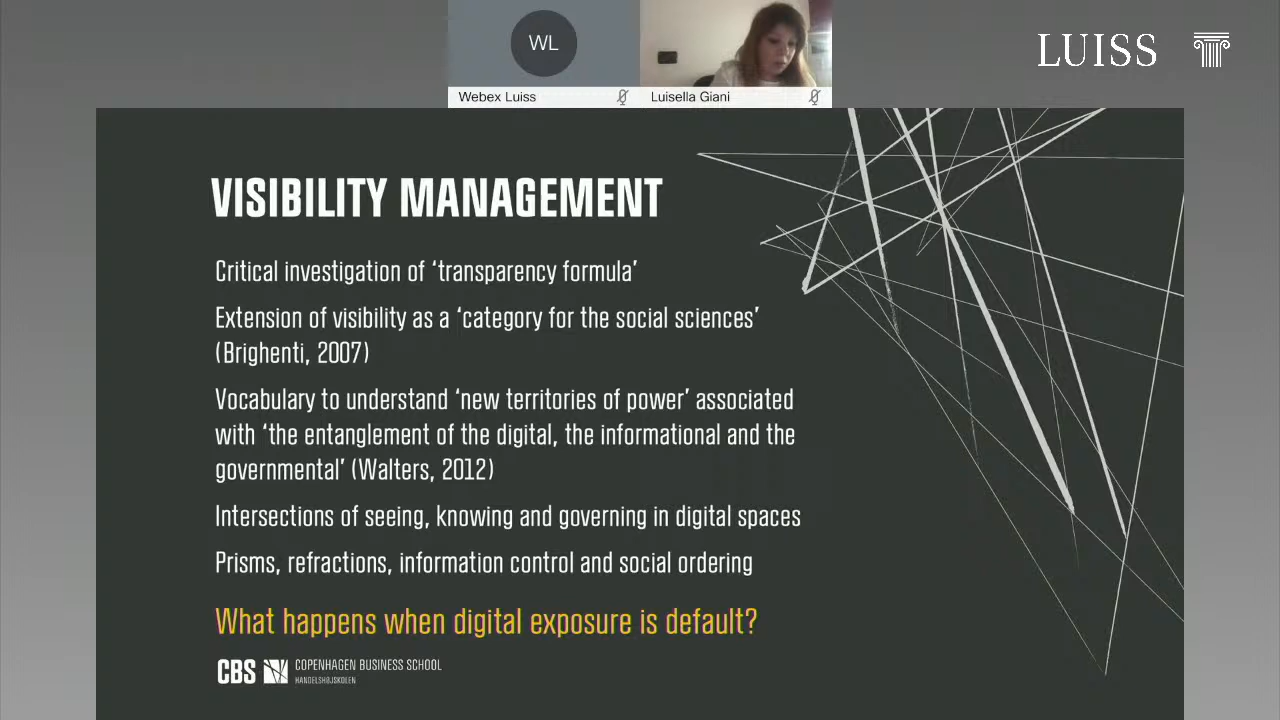 WL
Webex Luiss
Luisella Giani
LUISS
VISIBILITY MANAGEMENT
Critical investigation of ‘transparency formula’
Extension of visibility as a ‘category for the social sciences’
(Brighenti, 2007)
Vocabulary to understand ‘new territories of power’ associated
with ‘the entanglement of the digital, the informational and the
governmental’ (Walters, 2012)
Intersections of seeing, knowing and governing in digital spaces
Prisms, refractions, information control and social ordering
What happens when digital exposure is default?
CBS COPENHAGEN BUSINESS SCHOOL
HANDELSHØJSKOLEN